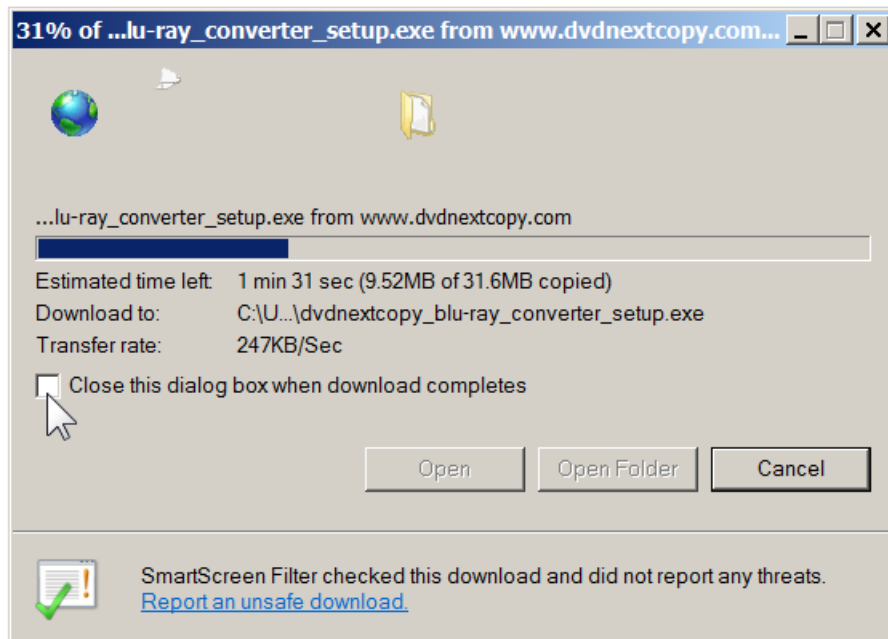 31% of ...lu-ray_converter_setup.exe from www.dvdnextcopy.com...
...lu-ray_converter_setup.exe from www.dvdnextcopy.com
Estimated time left: 1 min 31 sec (9.52MB of 31.6MB copied)
Download to: C:\U...\dvdnextcopy_blu-ray_converter_setup.exe
Transfer rate: 247KB/Sec
Close this dialog box when download completes
Open Open Folder Cancel
SmartScreen Filter checked this download and did not report any threats.
Report an unsafe download.